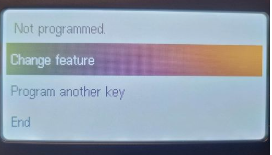 Not programmed.
Change feature
Program another key
End